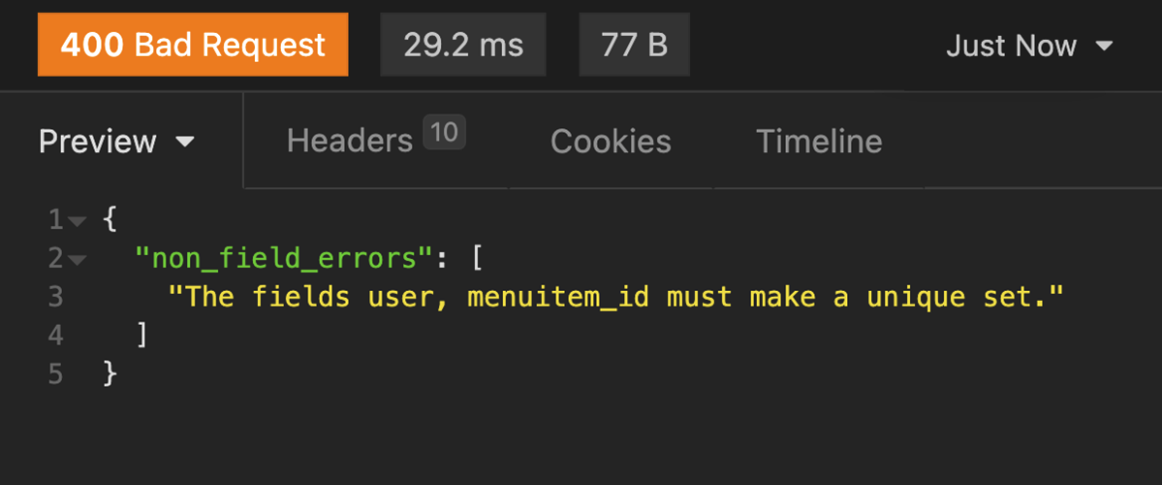 400 Bad Request 29.2 ms 77 B Just Now
Preview Headers 10 Cookies Timeline
1 {
2 "non_field_errors": [
3 "The fields user, menuitem_id must make a unique set."
4 ]
5 }